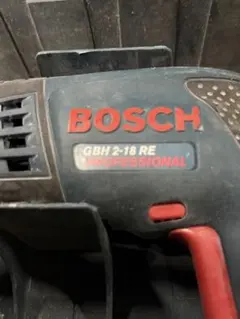 BOSCH
GBH 2-18 RE
PROFESSIONAL